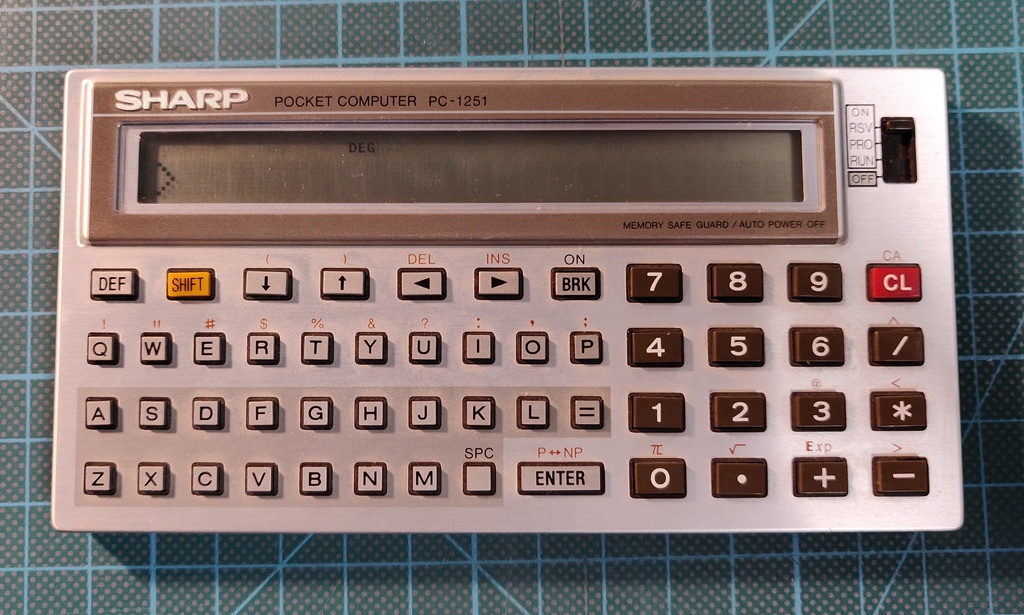 SHARP POCKET COMPUTER PC-1251
ON
RSV
PRO
RUN
OFF
DEG
>
MEMORY SAFE GUARD / AUTO POWER OFF
( ) DEL INS ON CA
DEF SHIFT ↓ ↑ ◄ ► BRK 7 8 9 CL
! " # $ % & ? : , ; ^
Q W E R T Y U I O P 4 5 6 /
@ <
A S D F G H J K L = 1 2 3 *
SPC P↔NP π √ Exp >
Z X C V B N M ENTER 0 . + −